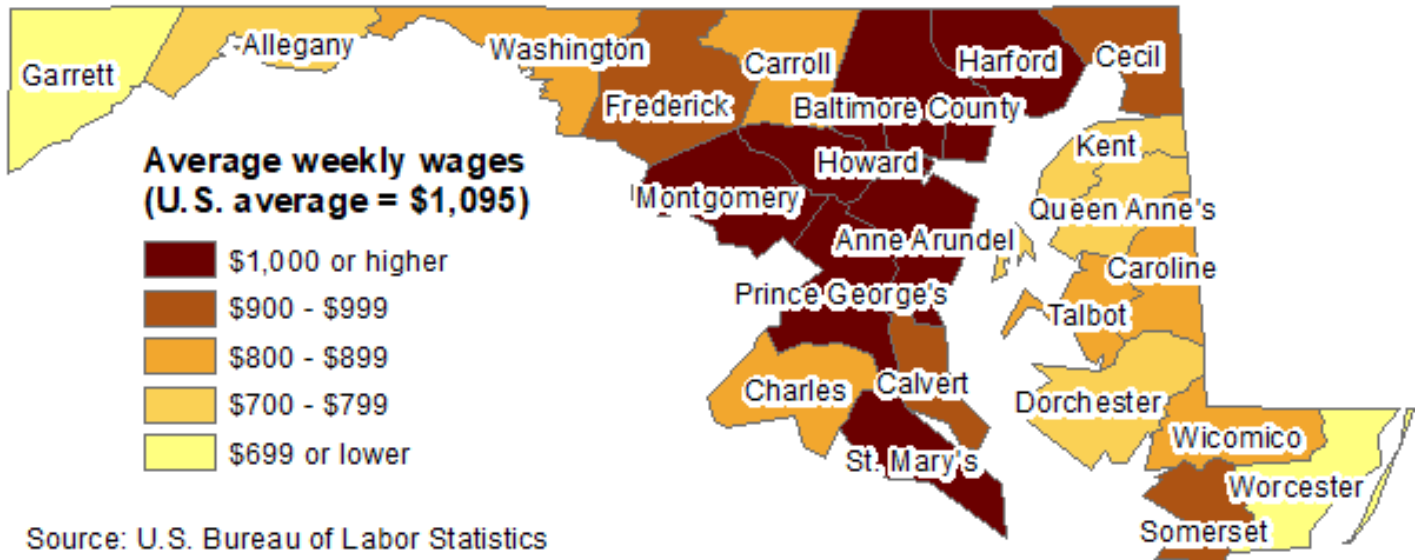 Garrett
Allegany
Washington
Frederick
Carroll
Baltimore County
Harford
Cecil
Howard
Montgomery
Anne Arundel
Prince George's
Charles
Calvert
St. Mary's
Kent
Queen Anne's
Caroline
Talbot
Dorchester
Wicomico
Worcester
Somerset
Average weekly wages
(U.S. average = $1,095)
$1,000 or higher
$900 - $999
$800 - $899
$700 - $799
$699 or lower
Source: U.S. Bureau of Labor Statistics